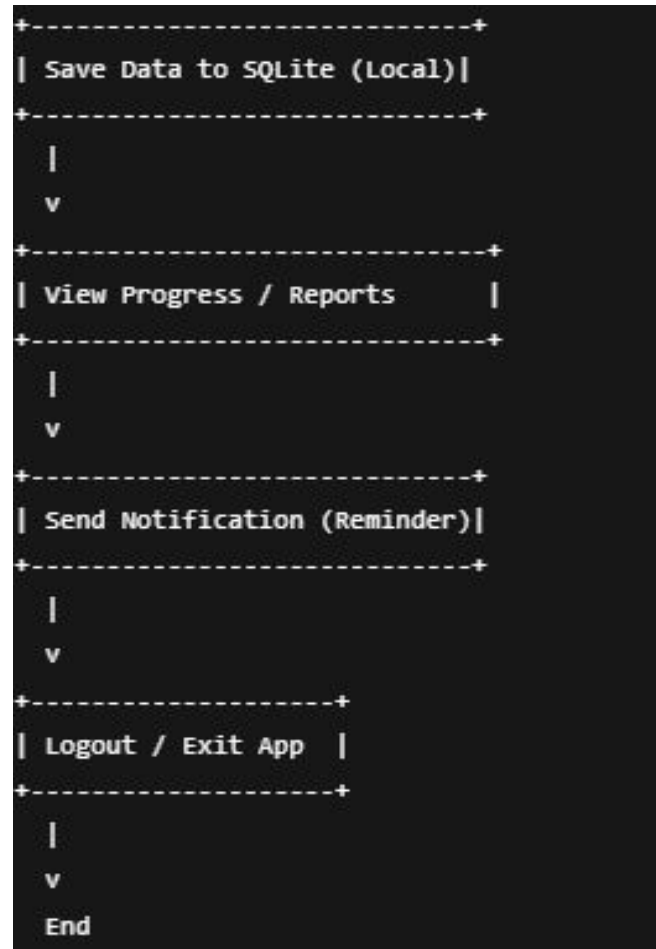 +-----------------------------+
| Save Data to SQLite (Local)|
+-----------------------------+
|
v
+------------------------------+
| View Progress / Reports      |
+------------------------------+
|
v
+-----------------------------+
| Send Notification (Reminder)|
+-----------------------------+
|
v
+--------------------+
| Logout / Exit App  |
+--------------------+
|
v
End